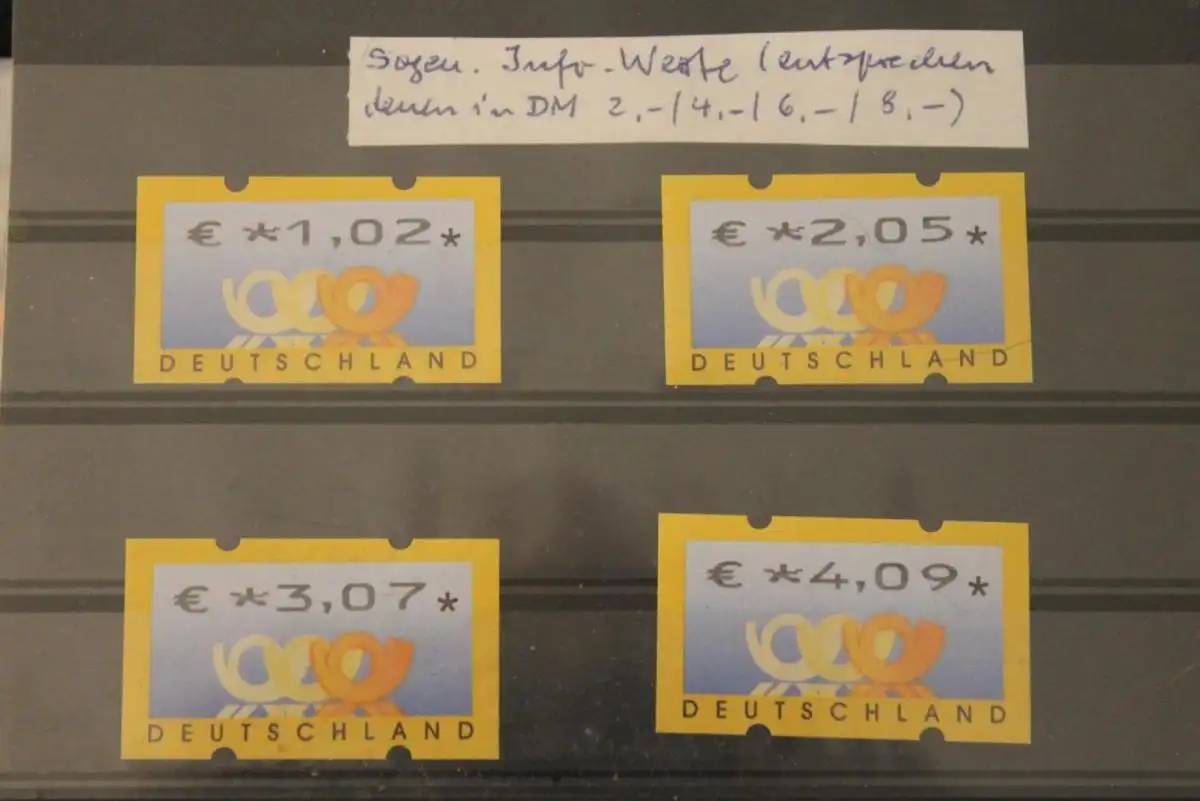 Sogen. Info-Werte (entsprechen
denen in DM 2,-/4,-/6,-/8,-)
€ *1,02*
DEUTSCHLAND
€ *2,05*
DEUTSCHLAND
€ *3,07*
DEUTSCHLAND
€ *4,09*
DEUTSCHLAND